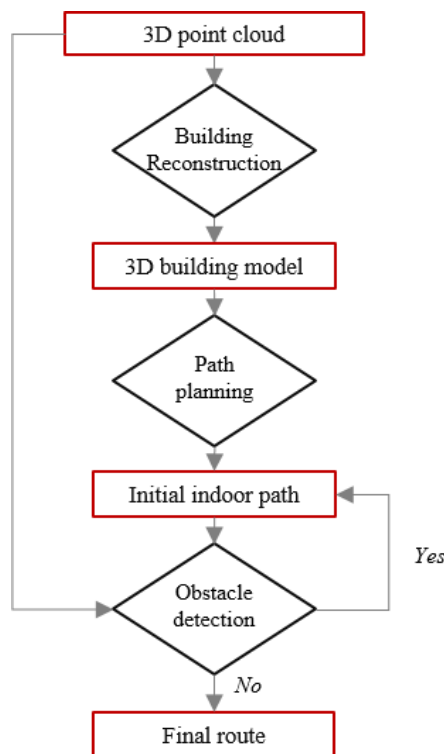 3D point cloud
Building
Reconstruction
3D building model
Path
planning
Initial indoor path
Yes
Obstacle
detection
No
Final route